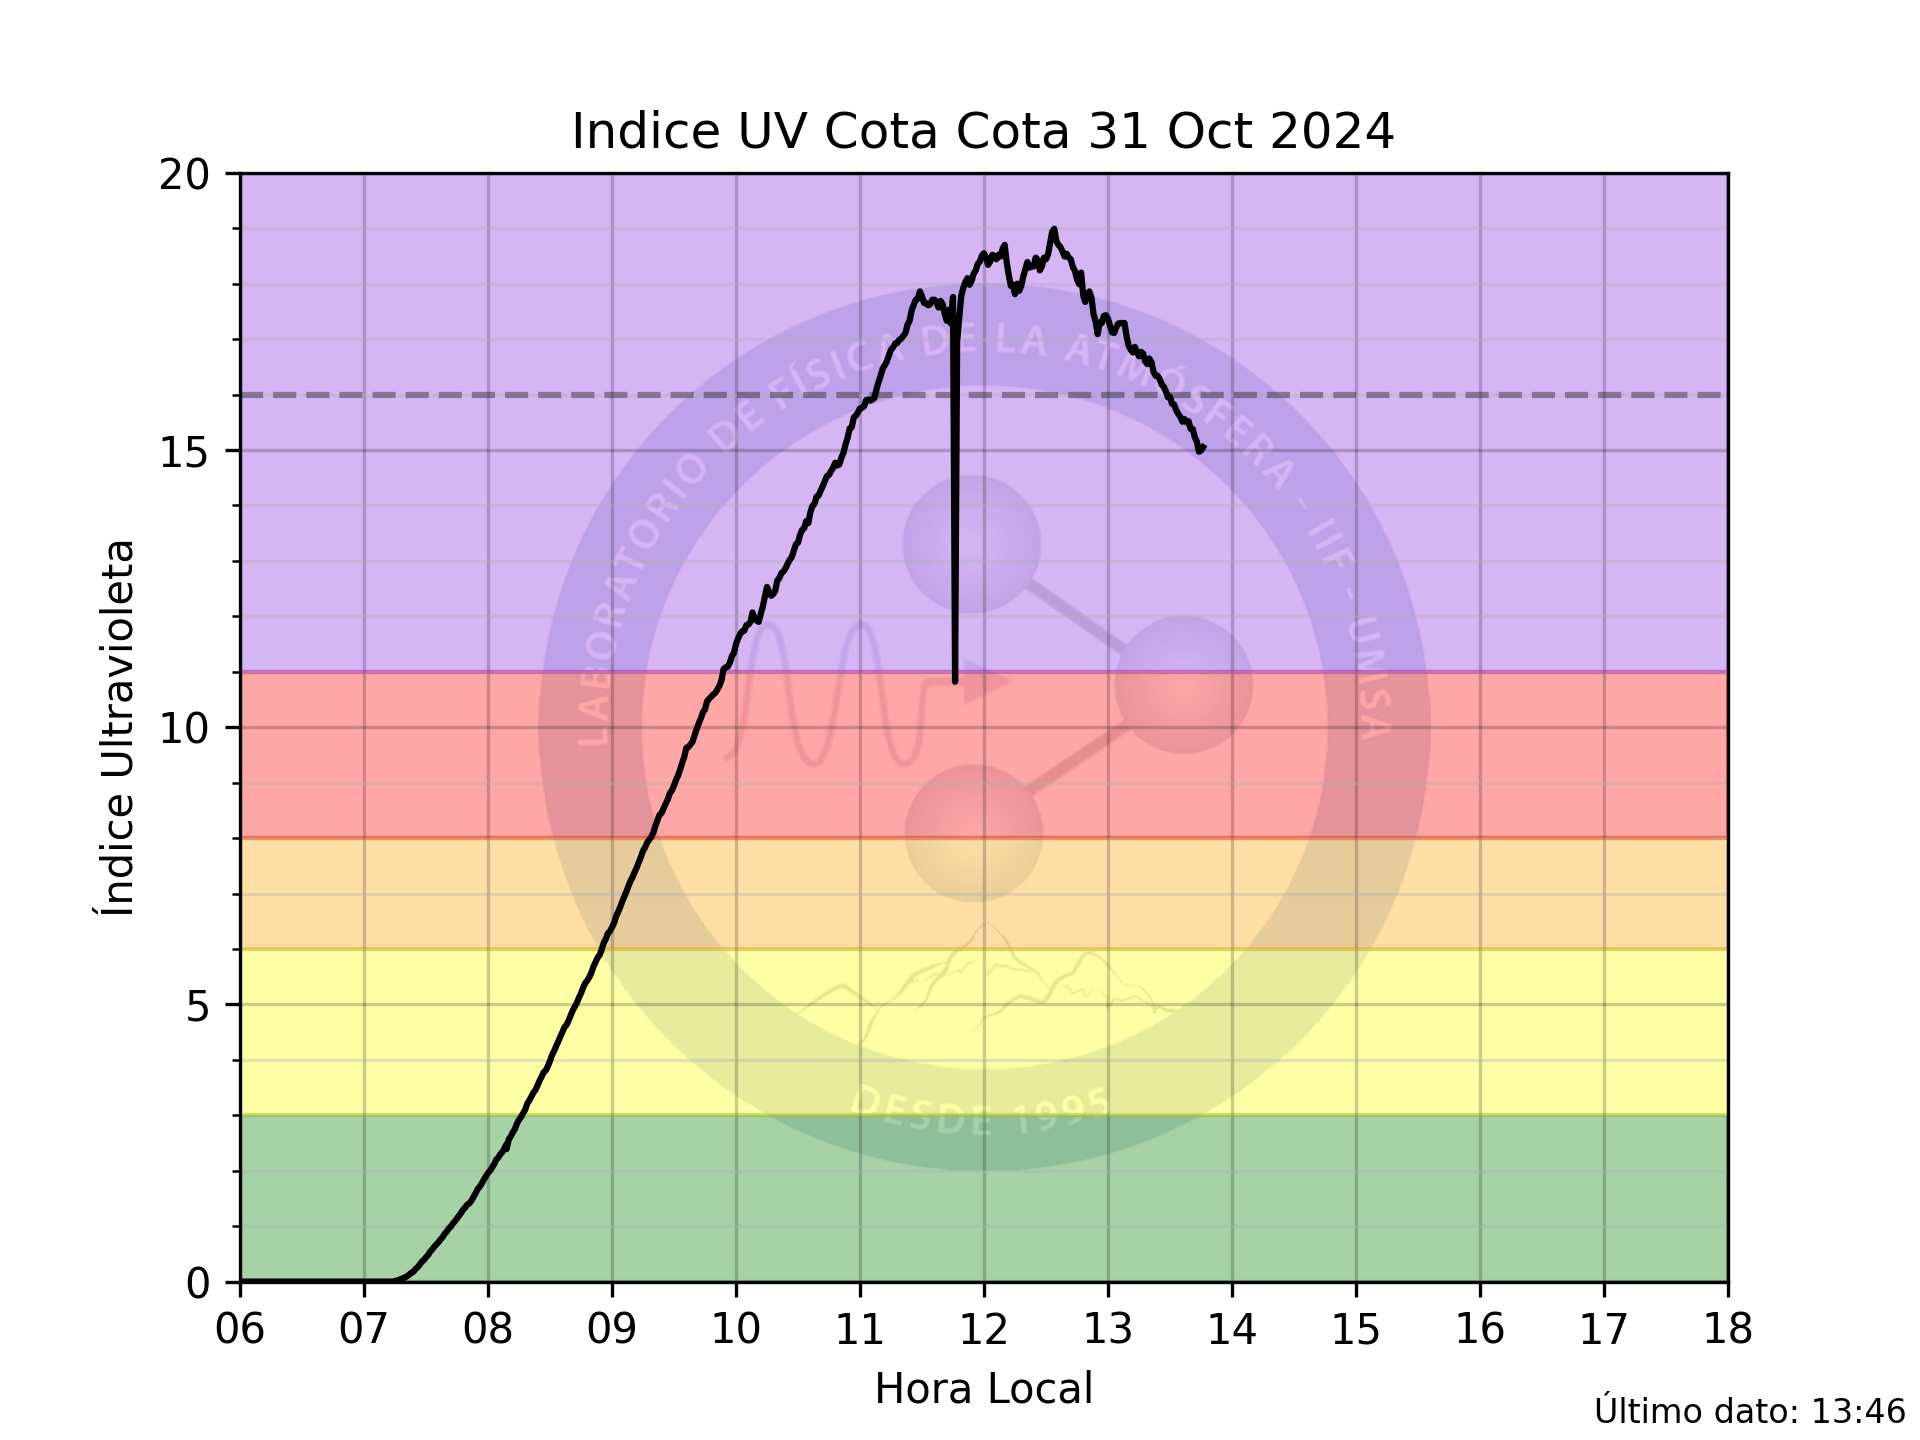 Indice UV Cota Cota 31 Oct 2024
20
15
10
5
0
Índice Ultravioleta
LABORATORIO DE FÍSICA DE LA ATMÓSFERA - IIF - UMSA
DESDE 1995
06 07 08 09 10 11 12 13 14 15 16 17 18
Hora Local
Último dato: 13:46